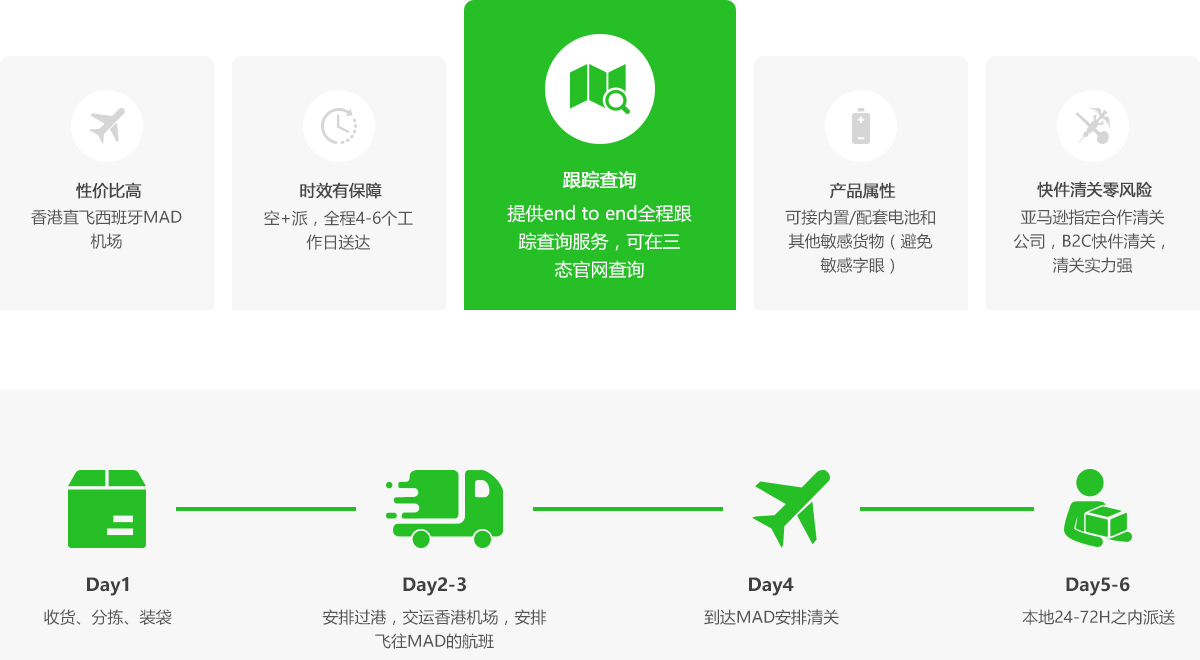 性价比高
香港直飞西班牙MAD
机场
时效有保障
空+派，全程4-6个工
作日送达
跟踪查询
提供end to end全程跟
踪查询服务，可在三
态官网查询
产品属性
可接内置/配套电池和
其他敏感货物（避免
敏感字眼）
快件清关零风险
亚马逊指定合作清关
公司，B2C快件清关，
清关实力强
Day1
收货、分拣、装袋
Day2-3
安排过港，交运香港机场，安排
飞往MAD的航班
Day4
到达MAD安排清关
Day5-6
本地24-72H之内派送